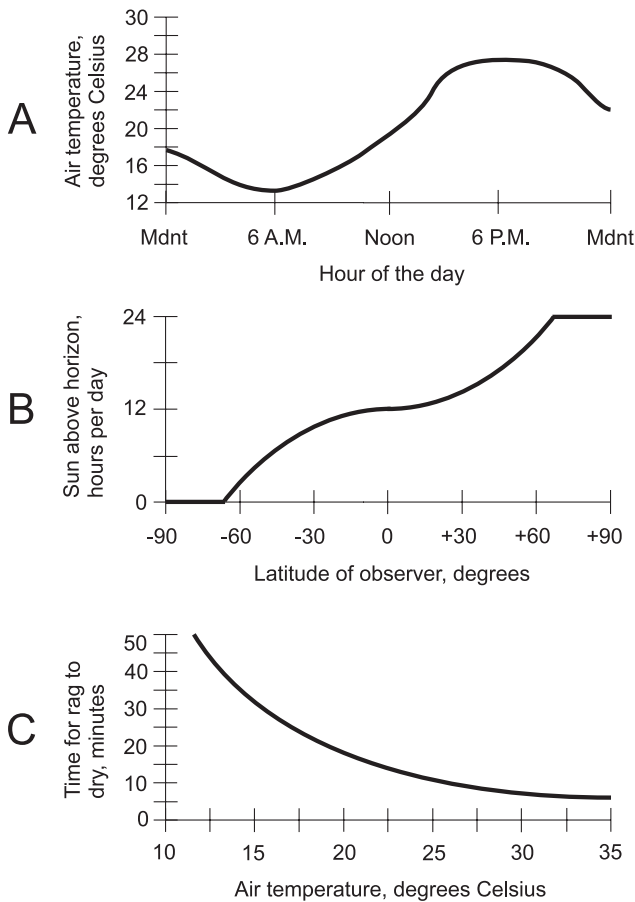 A
Air temperature,
degrees Celsius
30
28
24
20
16
12
Mdnt 6 A.M. Noon 6 P.M. Mdnt
Hour of the day
B
Sun above horizon,
hours per day
24
12
0
-90 -60 -30 0 +30 +60 +90
Latitude of observer, degrees
C
Time for rag to
dry, minutes
50
40
30
20
10
0
10 15 20 25 30 35
Air temperature, degrees Celsius